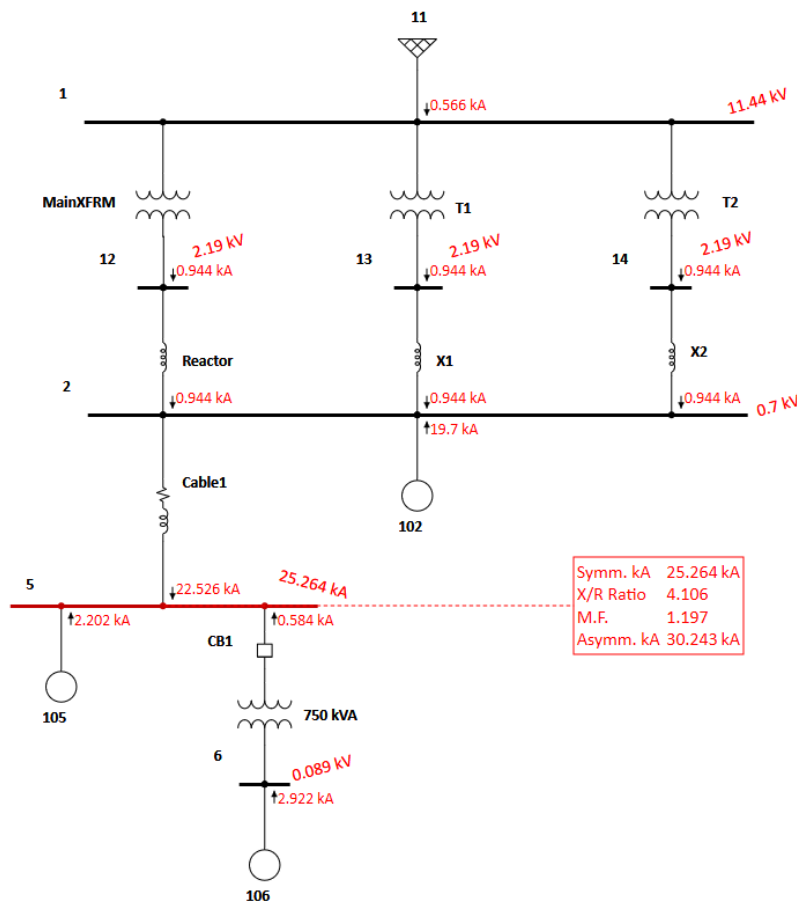 11
1
0.566 kA
11.44 kV
MainXFRM
T1
T2
12
2.19 kV
0.944 kA
13
2.19 kV
0.944 kA
14
2.19 kV
0.944 kA
Reactor
X1
X2
2
0.944 kA
0.944 kA
0.944 kA
0.7 kV
19.7 kA
Cable1
102
5
22.526 kA
25.264 kA
2.202 kA
0.584 kA
Symm. kA 25.264 kA
X/R Ratio 4.106
M.F. 1.197
Asymm. kA 30.243 kA
CB1
105
750 kVA
6
0.089 kV
2.922 kA
106